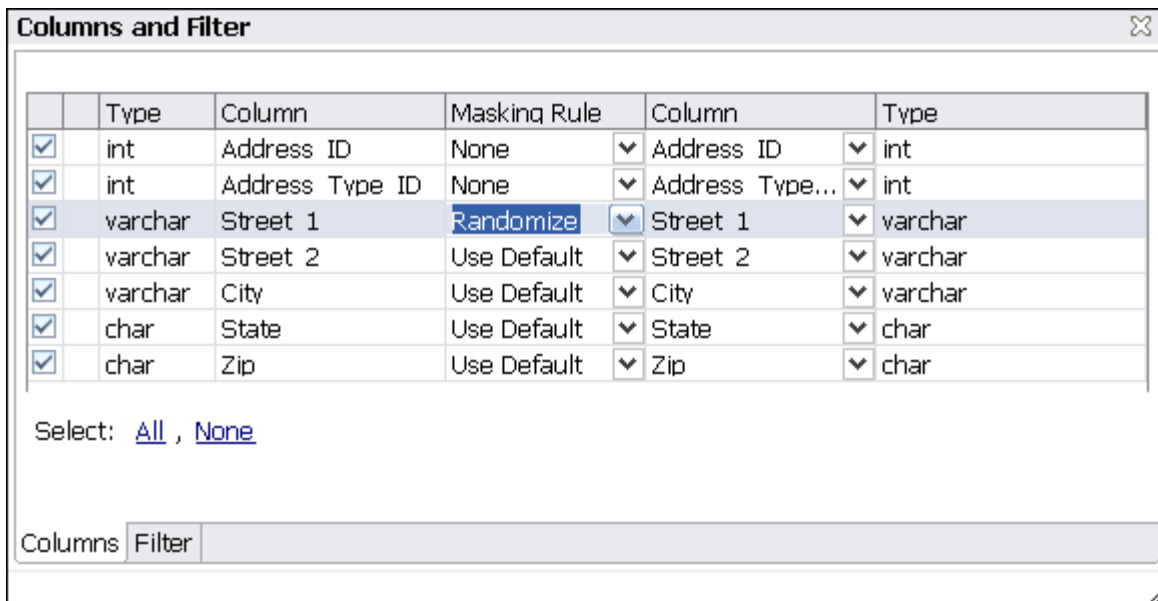 Columns and Filter
Type Column Masking Rule Column Type
int Address ID None Address ID int
int Address Type ID None Address Type... int
varchar Street 1 Randomize Street 1 varchar
varchar Street 2 Use Default Street 2 varchar
varchar City Use Default City varchar
char State Use Default State char
char Zip Use Default Zip char
Select: All , None
Columns Filter